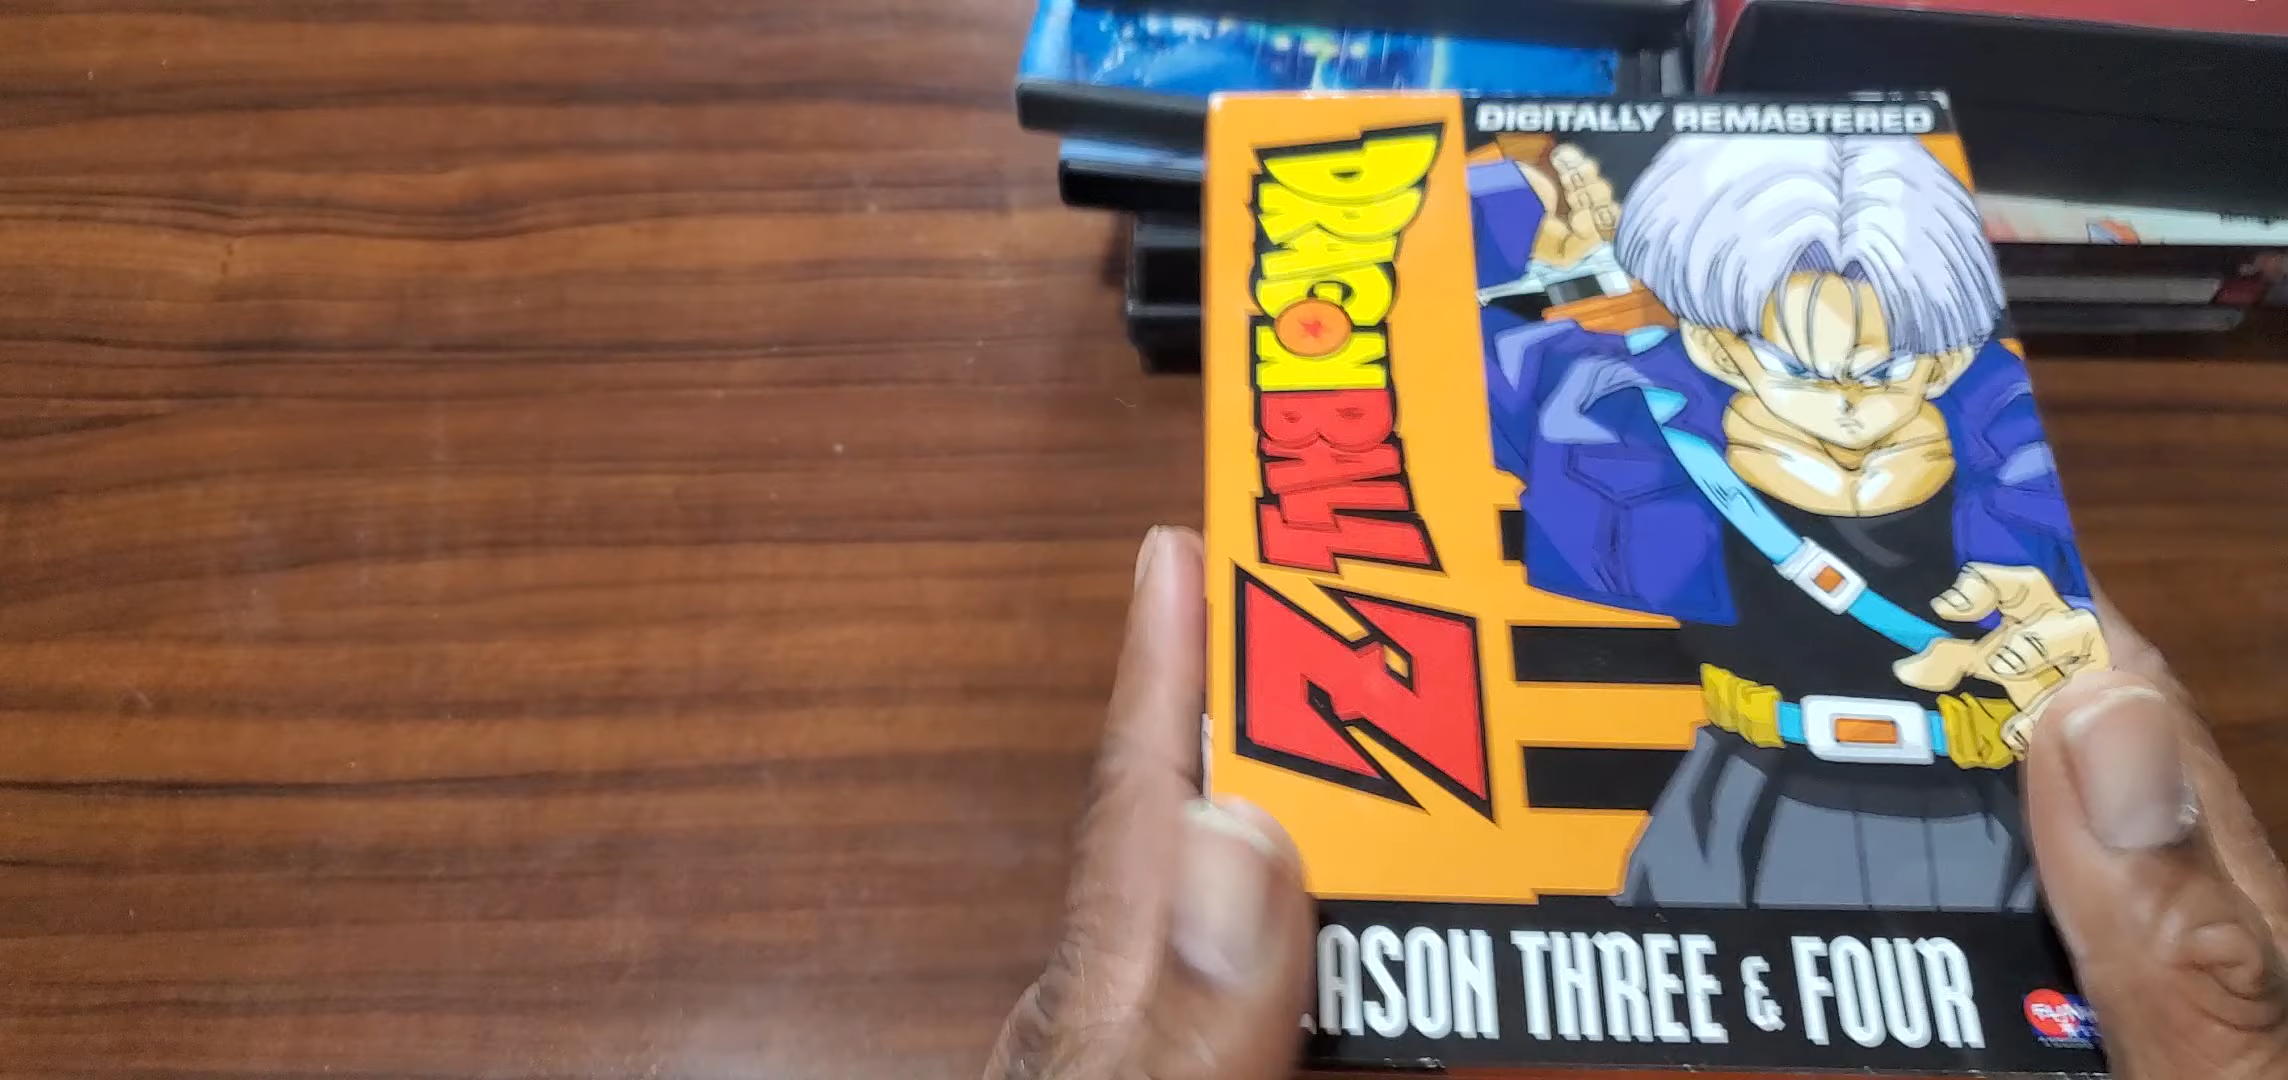 DIGITALLY REMASTERED
DRAGON BALL Z
ASON THREE & FOUR